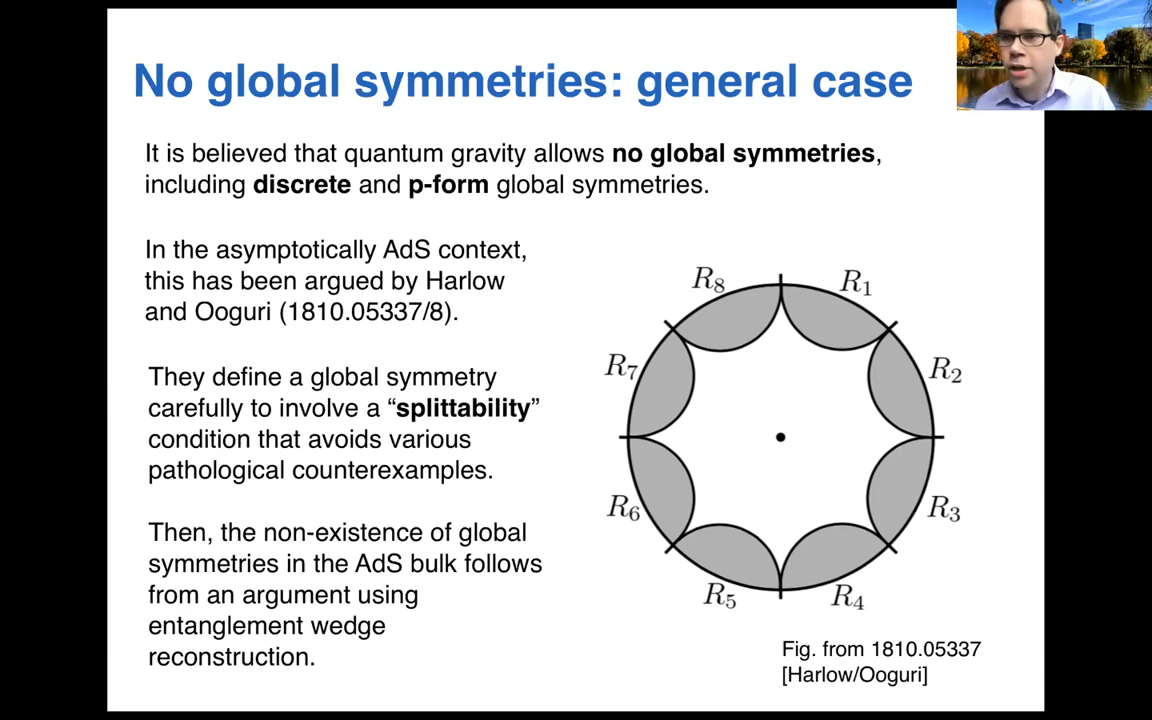 No global symmetries: general case
It is believed that quantum gravity allows no global symmetries,
including discrete and p-form global symmetries.
In the asymptotically AdS context,
this has been argued by Harlow
and Ooguri (1810.05337/8).
They define a global symmetry
carefully to involve a “splittability”
condition that avoids various
pathological counterexamples.
Then, the non-existence of global
symmetries in the AdS bulk follows
from an argument using
entanglement wedge
reconstruction.
R₈
R₁
R₇
R₂
R₆
R₃
R₅
R₄
Fig. from 1810.05337
[Harlow/Ooguri]